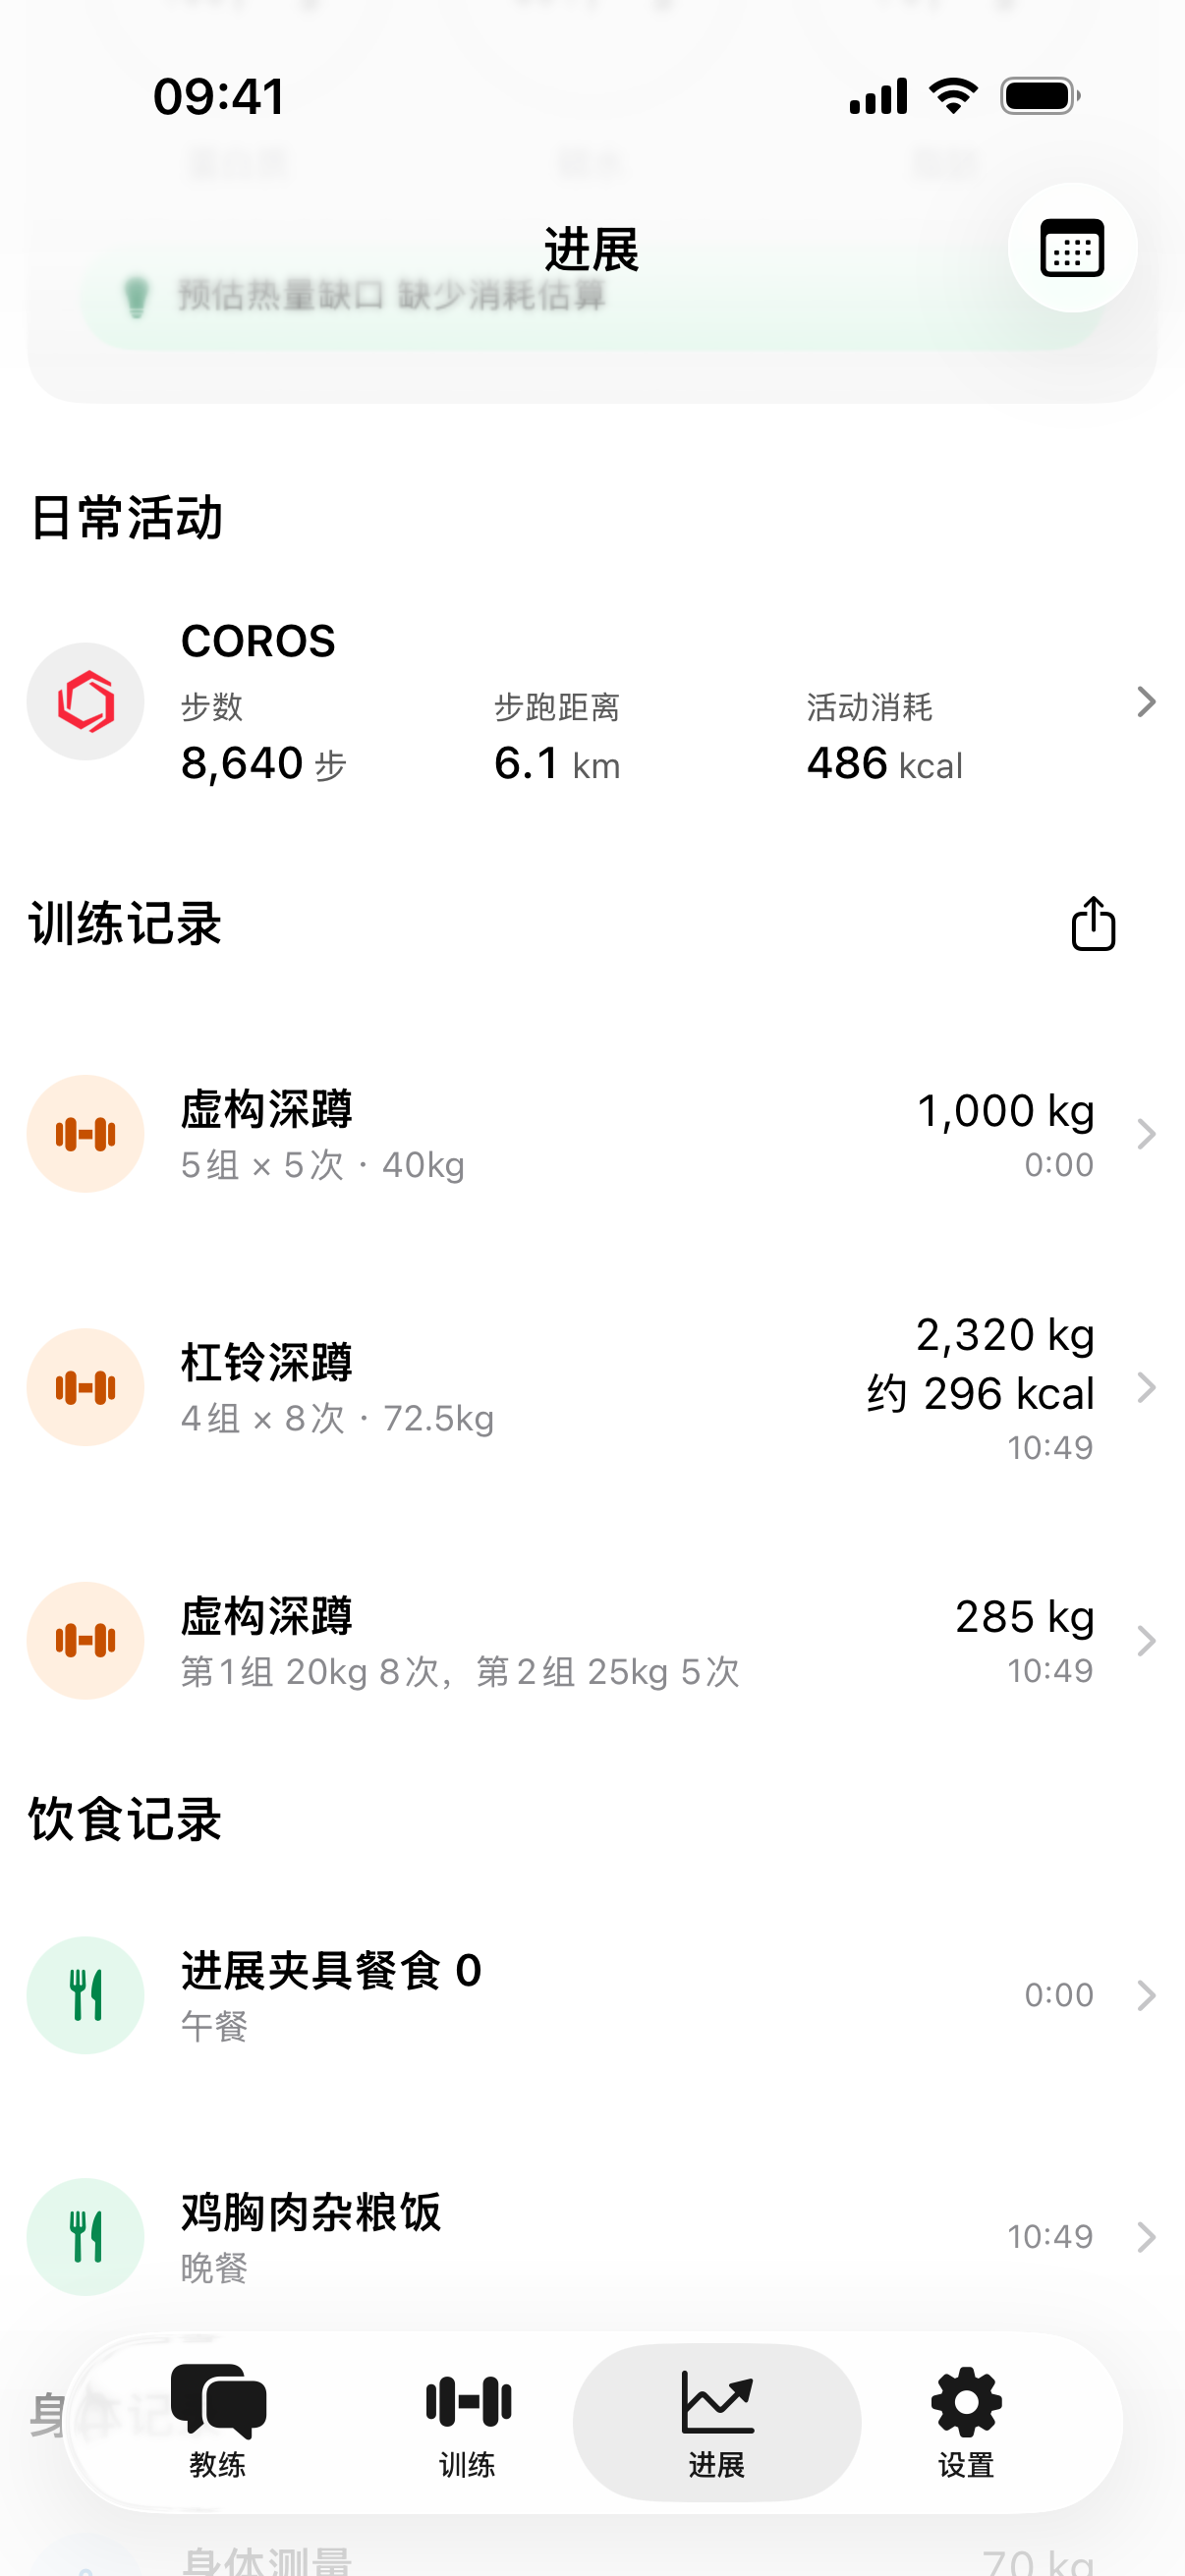 09:41
进展
预估热量缺口 缺少消耗估算
日常活动
COROS
步数 步跑距离 活动消耗
8,640 步 6.1 km 486 kcal
训练记录
虚构深蹲
1,000 kg
5组 × 5次 · 40kg
0:00
杠铃深蹲
2,320 kg
约 296 kcal
4组 × 8次 · 72.5kg
10:49
虚构深蹲
285 kg
第1组 20kg 8次，第2组 25kg 5次
10:49
饮食记录
进展夹具餐食 0
午餐
0:00
鸡胸肉杂粮饭
晚餐
10:49
身体记
教练 训练 进展 设置
身体测量
70 kg